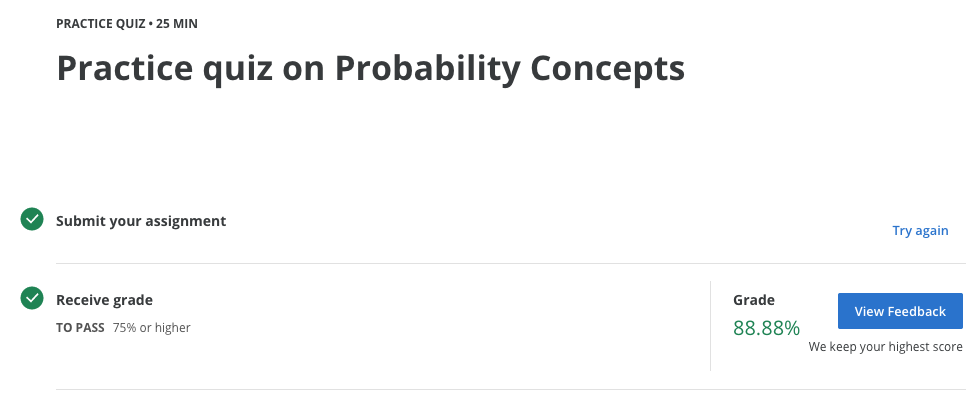 PRACTICE QUIZ • 25 MIN
Practice quiz on Probability Concepts
Submit your assignment
Try again
Receive grade
TO PASS 75% or higher
Grade
88.88%
View Feedback
We keep your highest score